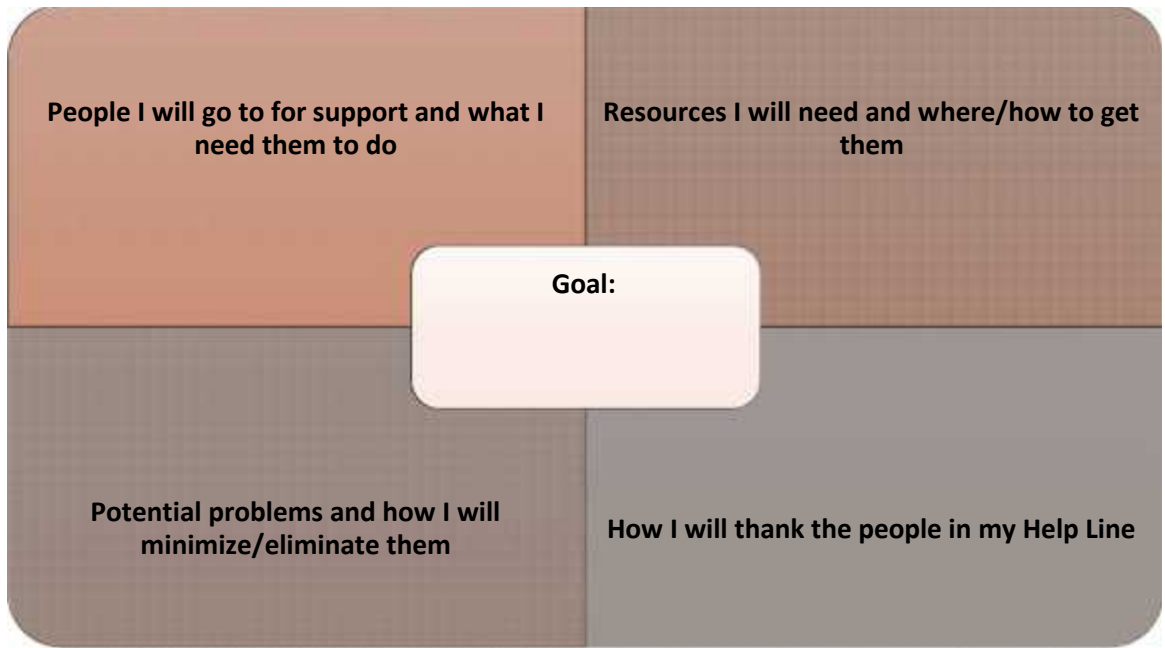 People I will go to for support and what I
need them to do
Resources I will need and where/how to get
them
Goal:
Potential problems and how I will
minimize/eliminate them
How I will thank the people in my Help Line